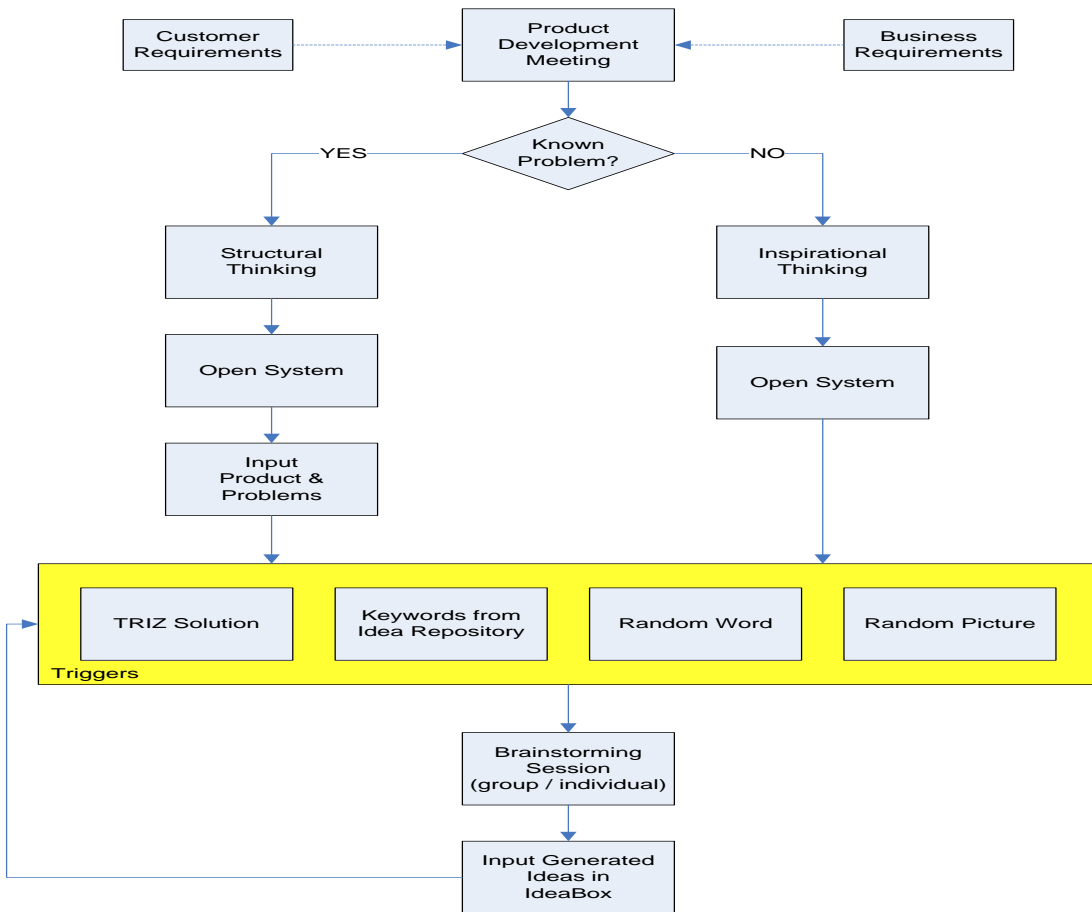 Customer
Requirements
Product
Development
Meeting
Business
Requirements
Known
Problem?
YES
NO
Structural
Thinking
Inspirational
Thinking
Open System
Open System
Input
Product &
Problems
TRIZ Solution
Keywords from
Idea Repository
Random Word
Random Picture
Triggers
Brainstorming
Session
(group / individual)
Input Generated
Ideas in
IdeaBox